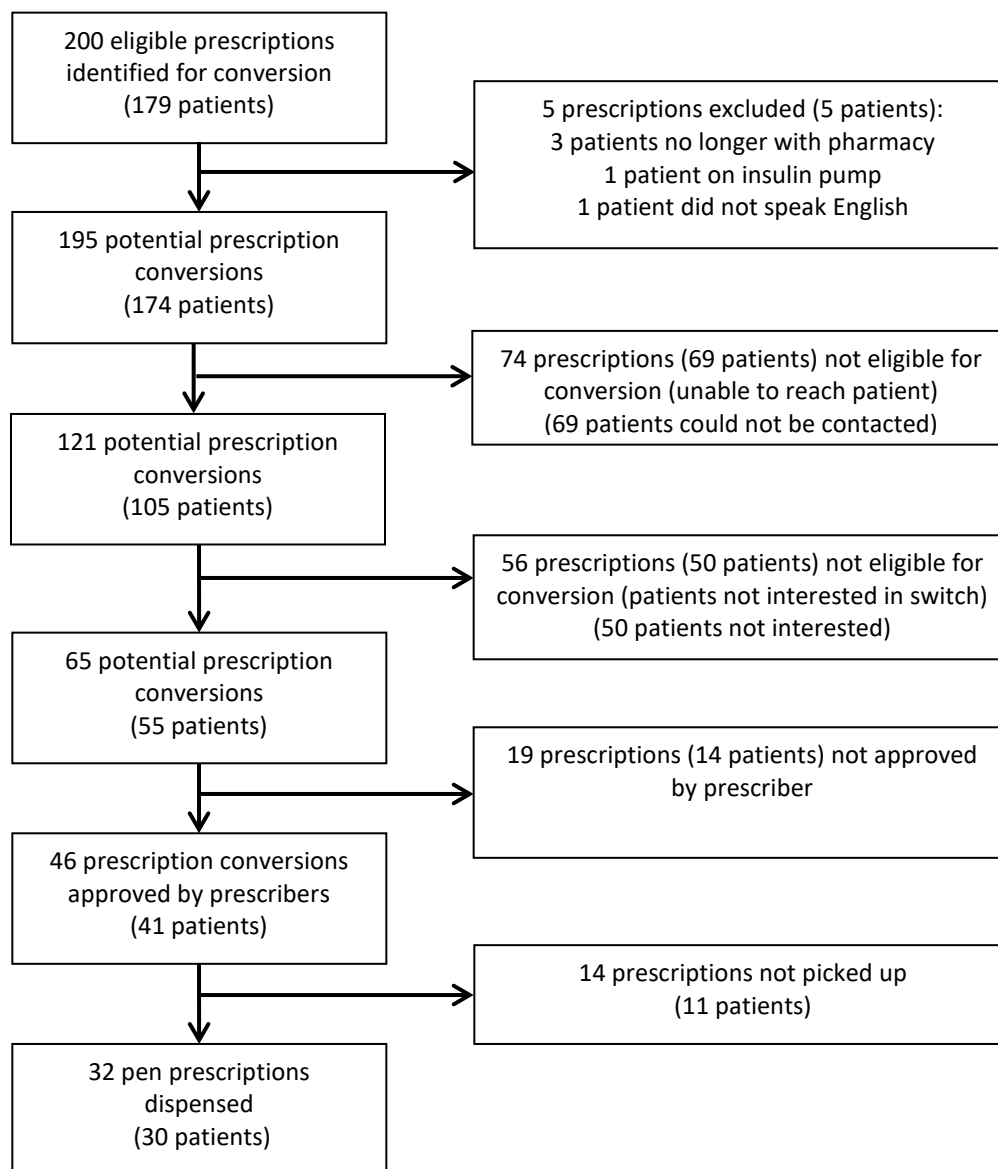 200 eligible prescriptions
identified for conversion
(179 patients)
5 prescriptions excluded (5 patients):
3 patients no longer with pharmacy
1 patient on insulin pump
1 patient did not speak English
195 potential prescription
conversions
(174 patients)
74 prescriptions (69 patients) not eligible for
conversion (unable to reach patient)
(69 patients could not be contacted)
121 potential prescription
conversions
(105 patients)
56 prescriptions (50 patients) not eligible for
conversion (patients not interested in switch)
(50 patients not interested)
65 potential prescription
conversions
(55 patients)
19 prescriptions (14 patients) not approved
by prescriber
46 prescription conversions
approved by prescribers
(41 patients)
14 prescriptions not picked up
(11 patients)
32 pen prescriptions
dispensed
(30 patients)